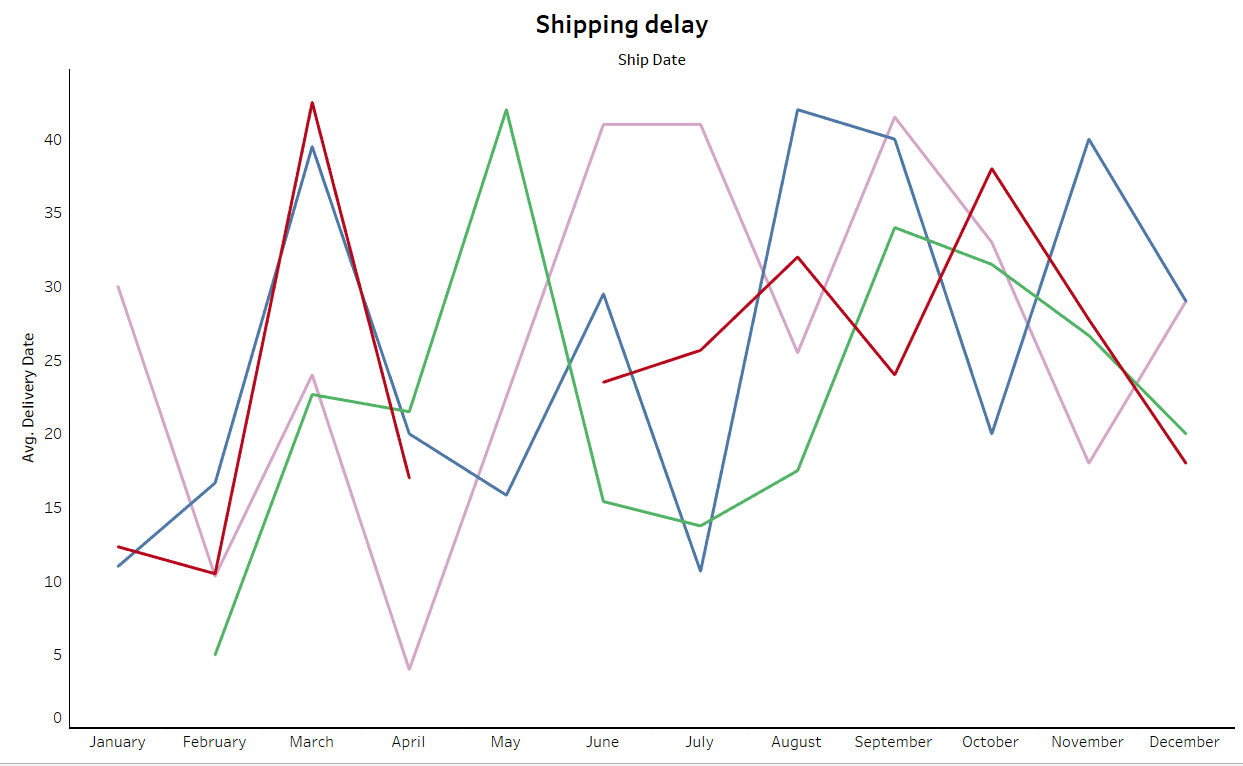 Shipping delay
Ship Date
Avg. Delivery Date
40
35
30
25
20
15
10
5
0
January February March April May June July August September October November December